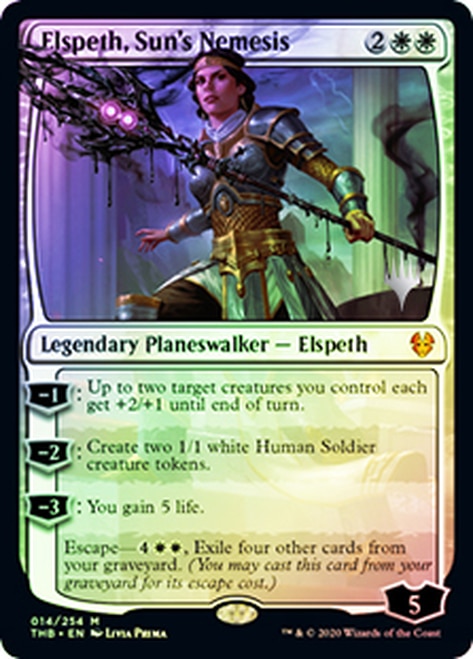 Elspeth, Sun's Nemesis 2
Legendary Planeswalker — Elspeth
-1: Up to two target creatures you control each
get +2/+1 until end of turn.
-2: Create two 1/1 white Human Soldier
creature tokens.
-3: You gain 5 life.
Escape—4, Exile four other cards from
your graveyard. (You may cast this card from your
graveyard for its escape cost.)
5
014/254 M
THB • EN Livia Prima ™ & © 2020 Wizards of the Coast